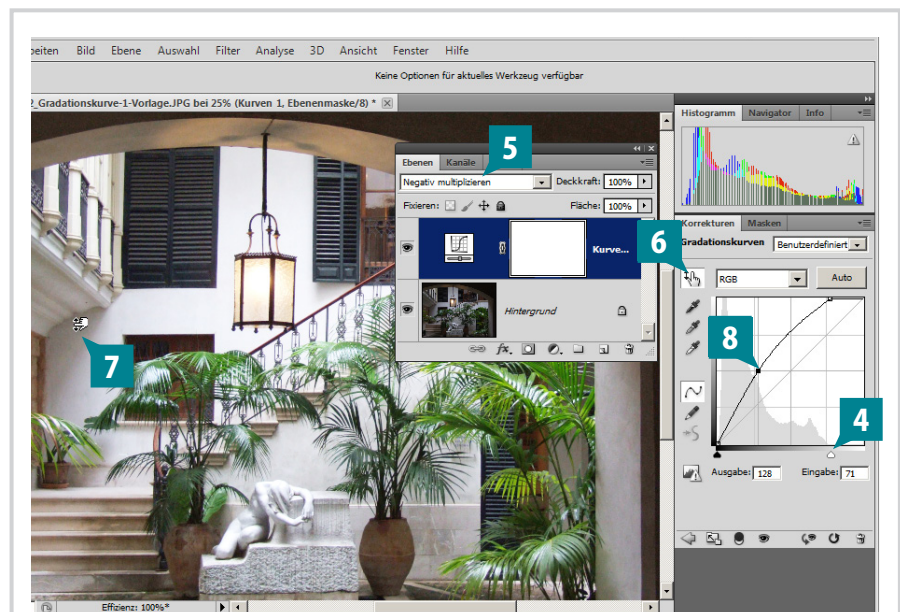 beiten Bild Ebene Auswahl Filter Analyse 3D Ansicht Fenster Hilfe
Keine Optionen für aktuelles Werkzeug verfügbar
2_Gradationskurve-1-Vorlage.JPG bei 25% (Kurven 1, Ebenenmaske/8) *
Histogramm Navigator Info
5
Ebenen Kanäle
Negativ multiplizieren Deckkraft: 100%
Fixieren: Fläche: 100%
Kurve...
Hintergrund
fx.
6
Korrekturen Masken
Gradationskurven Benutzerdefiniert
RGB Auto
7
8
4
Ausgabe: 128 Eingabe: 71
Effizienz: 100%*